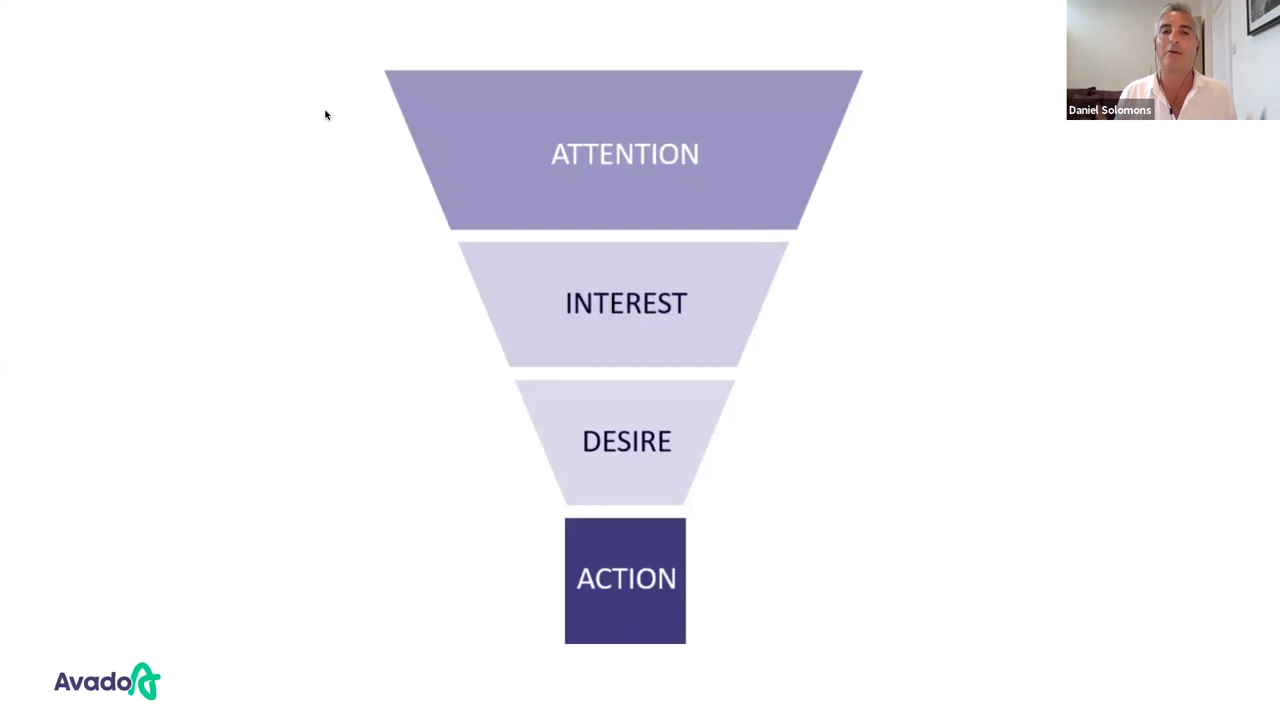 Daniel Solomons
ATTENTION
INTEREST
DESIRE
ACTION
Avado